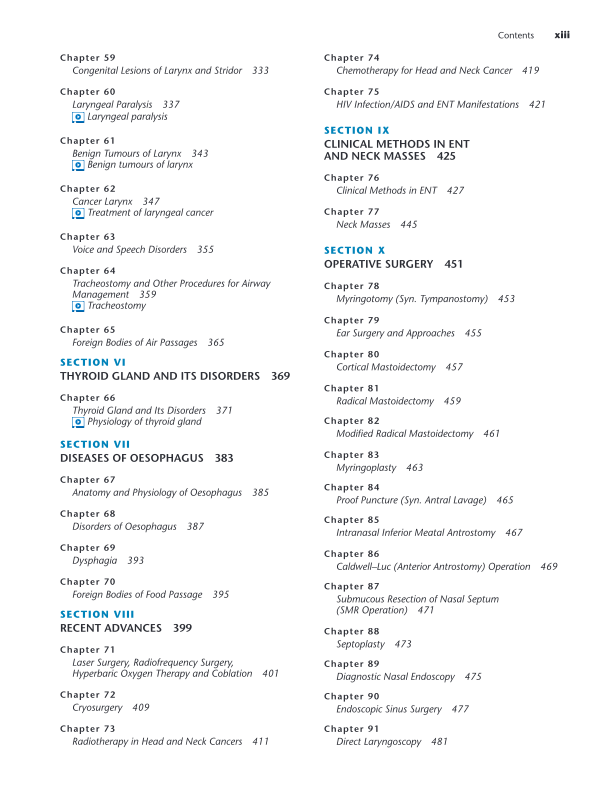 Contents xiii
Chapter 59
Congenital Lesions of Larynx and Stridor 333
Chapter 60
Laryngeal Paralysis 337
Laryngeal paralysis
Chapter 61
Benign Tumours of Larynx 343
Benign tumours of larynx
Chapter 62
Cancer Larynx 347
Treatment of laryngeal cancer
Chapter 63
Voice and Speech Disorders 355
Chapter 64
Tracheostomy and Other Procedures for Airway
Management 359
Tracheostomy
Chapter 65
Foreign Bodies of Air Passages 365
SECTION VI
THYROID GLAND AND ITS DISORDERS 369
Chapter 66
Thyroid Gland and Its Disorders 371
Physiology of thyroid gland
SECTION VII
DISEASES OF OESOPHAGUS 383
Chapter 67
Anatomy and Physiology of Oesophagus 385
Chapter 68
Disorders of Oesophagus 387
Chapter 69
Dysphagia 393
Chapter 70
Foreign Bodies of Food Passage 395
SECTION VIII
RECENT ADVANCES 399
Chapter 71
Laser Surgery, Radiofrequency Surgery,
Hyperbaric Oxygen Therapy and Coblation 401
Chapter 72
Cryosurgery 409
Chapter 73
Radiotherapy in Head and Neck Cancers 411
Chapter 74
Chemotherapy for Head and Neck Cancer 419
Chapter 75
HIV Infection/AIDS and ENT Manifestations 421
SECTION IX
CLINICAL METHODS IN ENT
AND NECK MASSES 425
Chapter 76
Clinical Methods in ENT 427
Chapter 77
Neck Masses 445
SECTION X
OPERATIVE SURGERY 451
Chapter 78
Myringotomy (Syn. Tympanostomy) 453
Chapter 79
Ear Surgery and Approaches 455
Chapter 80
Cortical Mastoidectomy 457
Chapter 81
Radical Mastoidectomy 459
Chapter 82
Modified Radical Mastoidectomy 461
Chapter 83
Myringoplasty 463
Chapter 84
Proof Puncture (Syn. Antral Lavage) 465
Chapter 85
Intranasal Inferior Meatal Antrostomy 467
Chapter 86
Caldwell–Luc (Anterior Antrostomy) Operation 469
Chapter 87
Submucous Resection of Nasal Septum
(SMR Operation) 471
Chapter 88
Septoplasty 473
Chapter 89
Diagnostic Nasal Endoscopy 475
Chapter 90
Endoscopic Sinus Surgery 477
Chapter 91
Direct Laryngoscopy 481